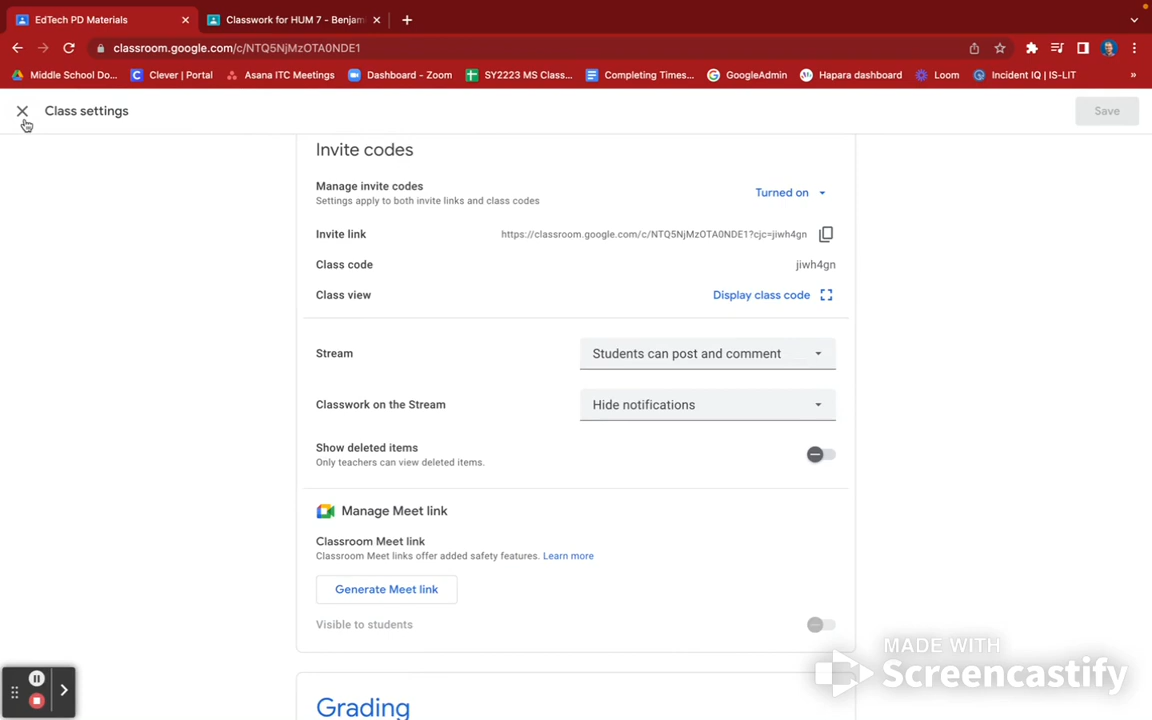 EdTech PD Materials
Classwork for HUM 7 - Benjam
classroom.google.com/c/NTQ5NjMzOTA0NDE1
Middle School Do...
Clever | Portal
Asana ITC Meetings
Dashboard - Zoom
SY2223 MS Class...
Completing Times...
GoogleAdmin
Hapara dashboard
Loom
Incident IQ | IS-LIT
»
Class settings
Save
Invite codes
Manage invite codes
Settings apply to both invite links and class codes
Turned on
Invite link
https://classroom.google.com/c/NTQ5NjMzOTA0NDE1?cjc=jiwh4gn
Class code
jiwh4gn
Class view
Display class code
Stream
Students can post and comment
Classwork on the Stream
Hide notifications
Show deleted items
Only teachers can view deleted items.
Manage Meet link
Classroom Meet link
Classroom Meet links offer added safety features. Learn more
Generate Meet link
Visible to students
MADE WITH
Screencastify
Grading